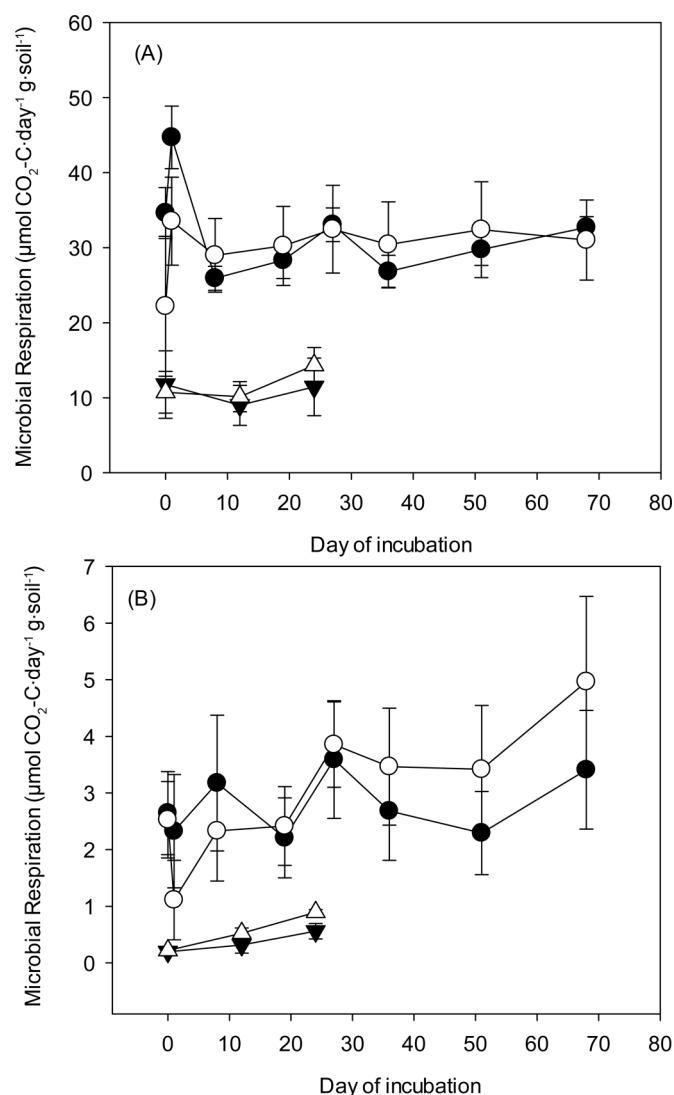 (A)
Microbial Respiration (µmol CO₂-C·day⁻¹ g·soil⁻¹)
60
50
40
30
20
10
0
0 10 20 30 40 50 60 70 80
Day of incubation
(B)
Microbial Respiration (µmol CO₂-C·day⁻¹ g·soil⁻¹)
7
6
5
4
3
2
1
0
0 10 20 30 40 50 60 70 80
Day of incubation